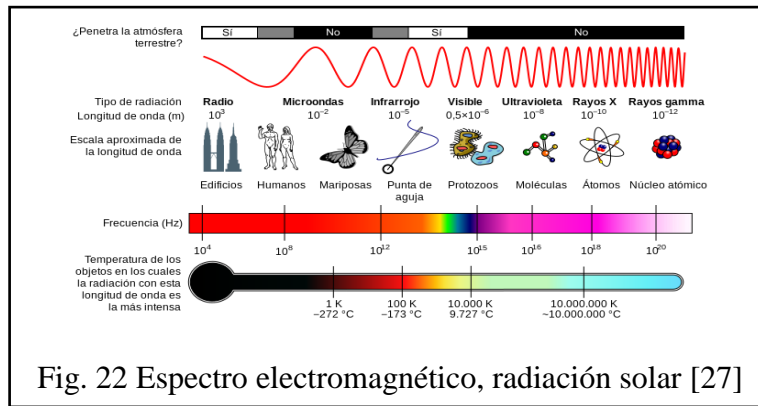 ¿Penetra la atmósfera
terrestre?
Sí No Sí No
Tipo de radiación Radio Microondas Infrarrojo Visible Ultravioleta Rayos X Rayos gamma
Longitud de onda (m) 10³ 10⁻² 10⁻⁵ 0,5×10⁻⁶ 10⁻⁸ 10⁻¹⁰ 10⁻¹²
Escala aproximada de
la longitud de onda
Edificios Humanos Mariposas Punta de
aguja Protozoos Moléculas Átomos Núcleo atómico
Frecuencia (Hz)
10⁴ 10⁸ 10¹² 10¹⁵ 10¹⁶ 10¹⁸ 10²⁰
Temperatura de los
objetos en los cuales
la radiación con esta
longitud de onda es
la más intensa
1 K 100 K 10.000 K 10.000.000 K
−272 °C −173 °C 9.727 °C ~10.000.000 °C
Fig. 22 Espectro electromagnético, radiación solar [27]